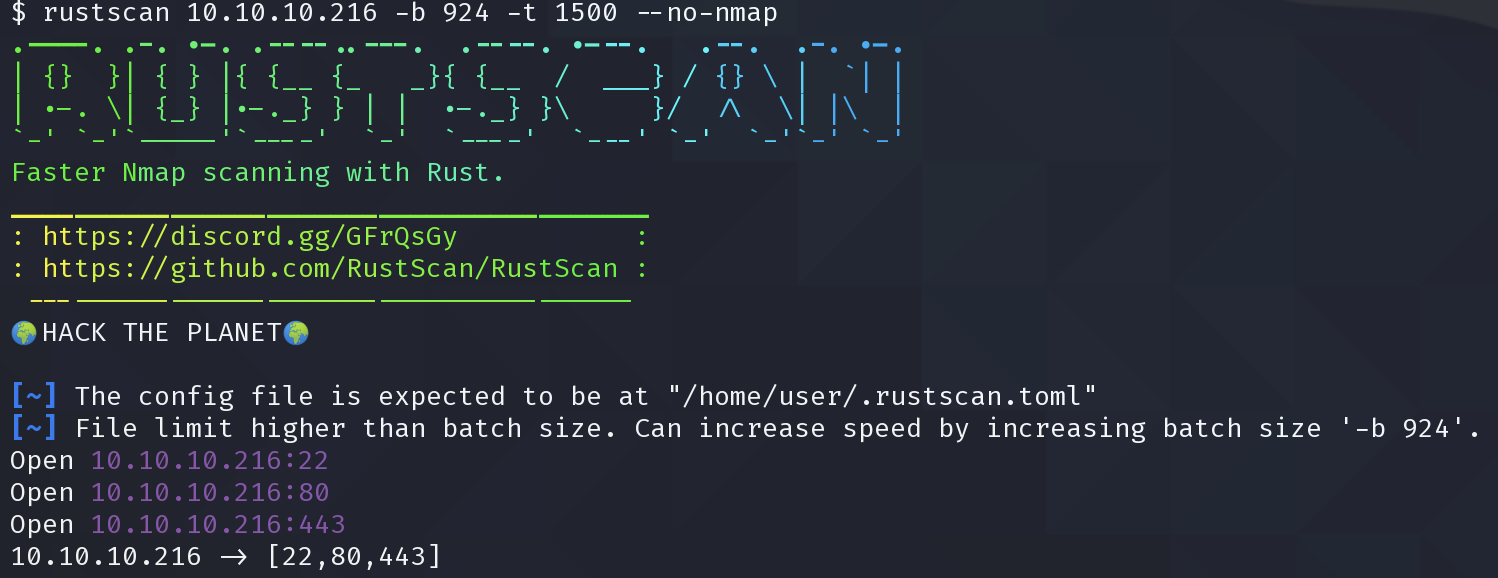 $ rustscan 10.10.10.216 -b 924 -t 1500 --no-nmap
RUSTSCAN
Faster Nmap scanning with Rust.
: https://discord.gg/GFrQsGy :
: https://github.com/RustScan/RustScan :
🌍HACK THE PLANET🌍
[~] The config file is expected to be at "/home/user/.rustscan.toml"
[~] File limit higher than batch size. Can increase speed by increasing batch size '-b 924'.
Open 10.10.10.216:22
Open 10.10.10.216:80
Open 10.10.10.216:443
10.10.10.216 -> [22,80,443]